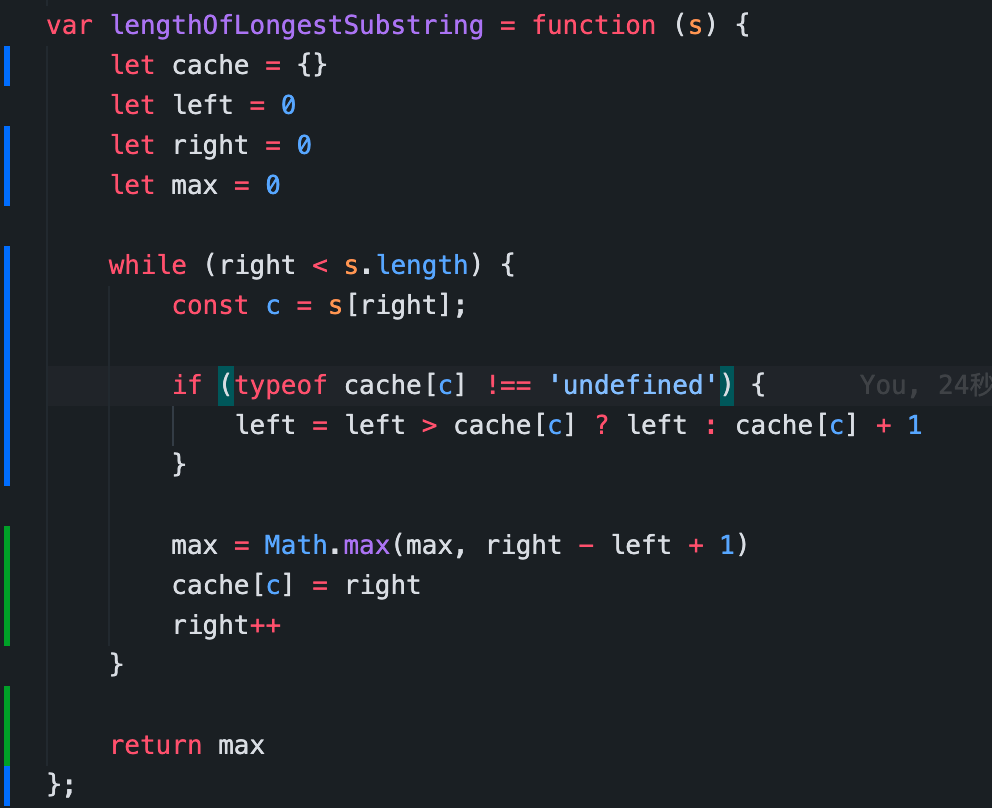 var lengthOfLongestSubstring = function (s) {
    let cache = {}
    let left = 0
    let right = 0
    let max = 0
    while (right < s.length) {
        const c = s[right];
        if (typeof cache[c] !== 'undefined') { You, 24秒
            left = left > cache[c] ? left : cache[c] + 1
        }
        max = Math.max(max, right - left + 1)
        cache[c] = right
        right++
    }
    return max
};